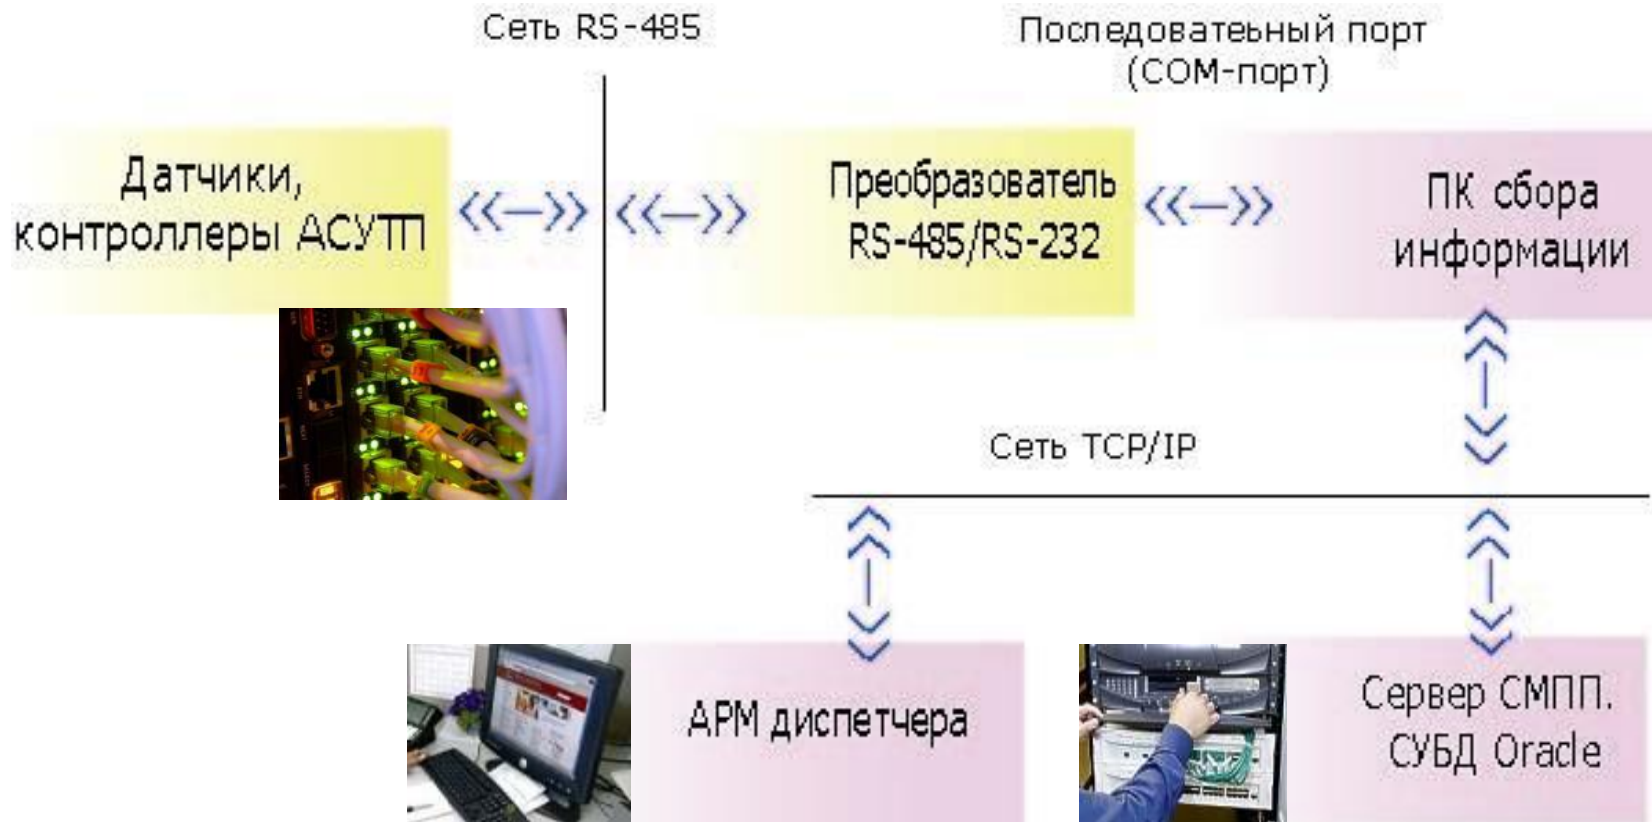 Сеть RS-485
Последоватеьный порт
(COM-порт)
Датчики,
контроллеры АСУТП
Преобразователь
RS-485/RS-232
ПК сбора
информации
Сеть TCP/IP
АРМ диспетчера
Сервер СМПП.
СУБД Oracle